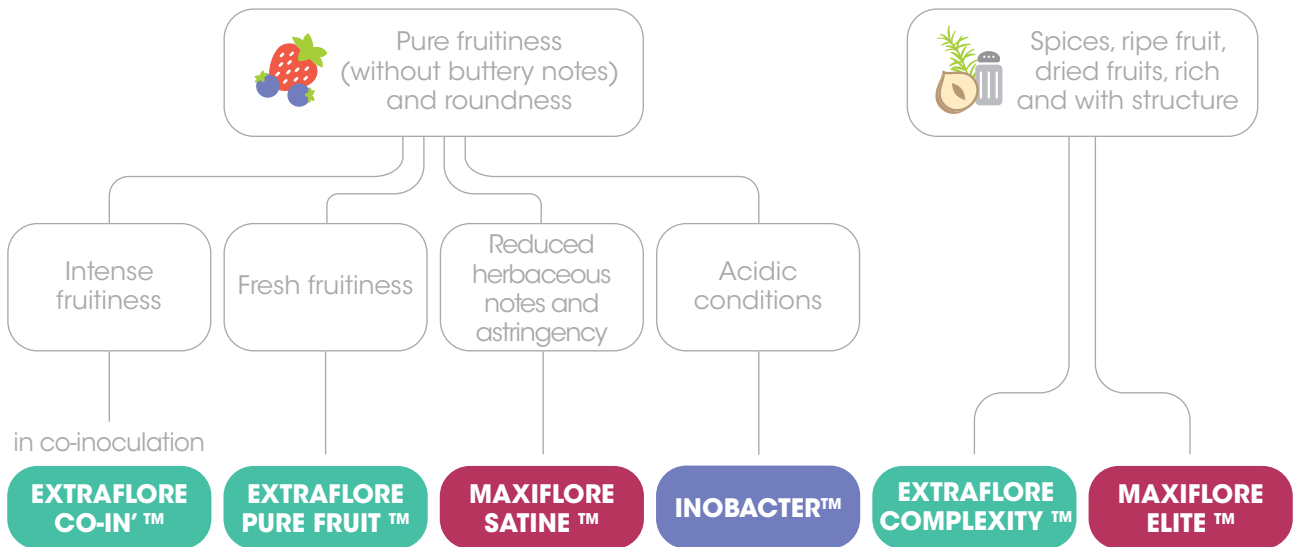 Pure fruitiness
(without buttery notes)
and roundness
Spices, ripe fruit,
dried fruits, rich
and with structure
Intense
fruitiness
Fresh fruitiness
Reduced
herbaceous
notes and
astringency
Acidic
conditions
in co-inoculation
EXTRAFLORE
CO-IN’ ™
EXTRAFLORE
PURE FRUIT ™
MAXIFLORE
SATINE ™
INOBACTER™
EXTRAFLORE
COMPLEXITY ™
MAXIFLORE
ELITE ™